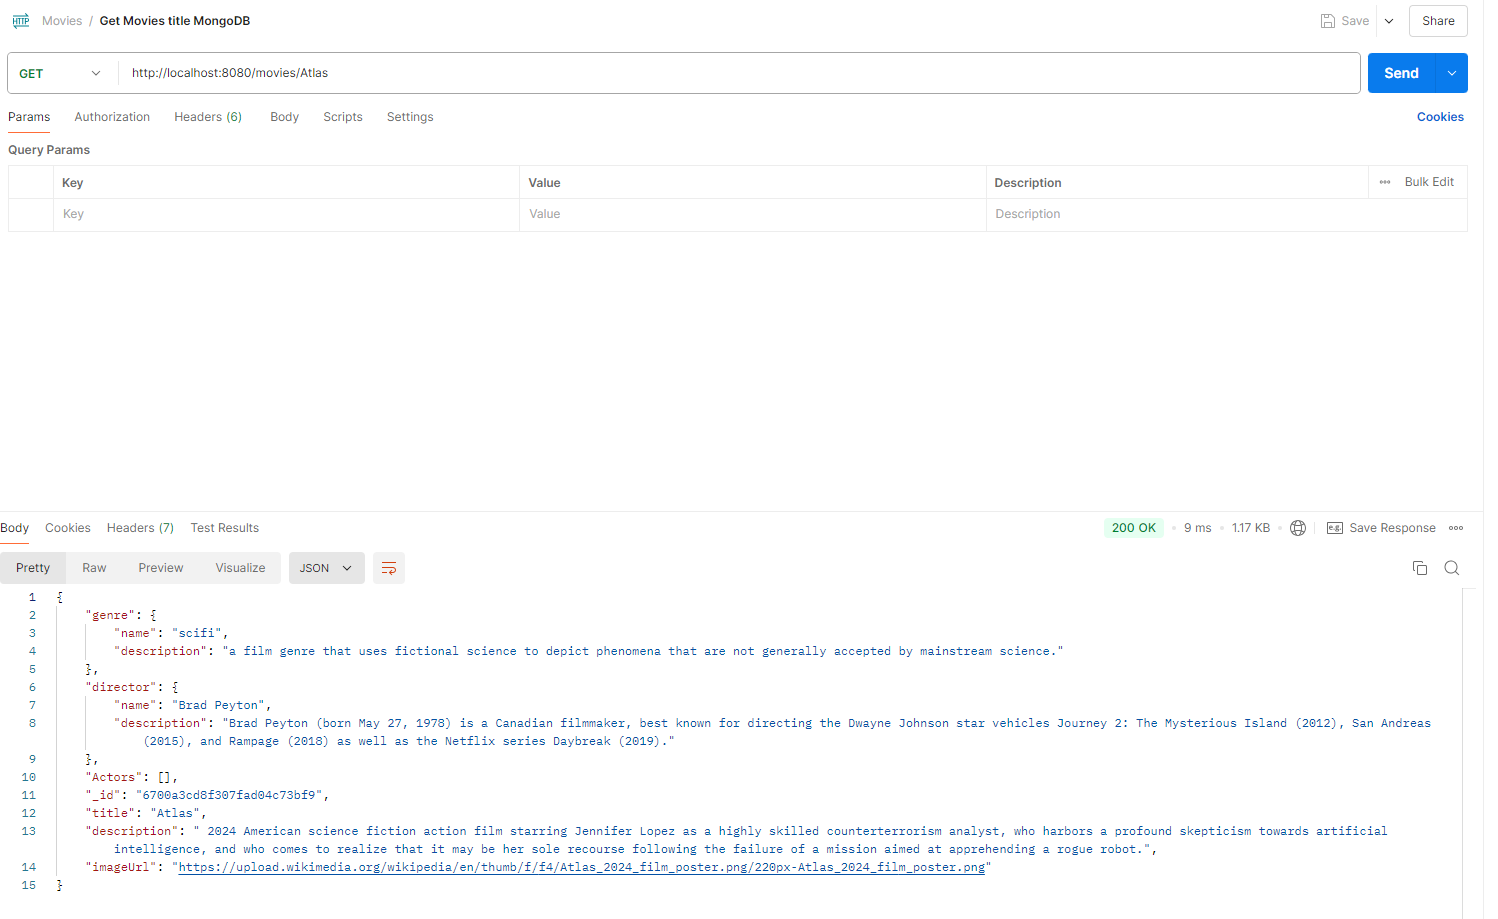 HTTP Movies / Get Movies title MongoDB Save Share
GET http://localhost:8080/movies/Atlas Send
Params Authorization Headers (6) Body Scripts Settings Cookies
Query Params
Key Value Description Bulk Edit
Key Value Description
Body Cookies Headers (7) Test Results 200 OK 9 ms 1.17 KB e.g. Save Response
Pretty Raw Preview Visualize JSON
1 {
2 "genre": {
3 "name": "scifi",
4 "description": "a film genre that uses fictional science to depict phenomena that are not generally accepted by mainstream science."
5 },
6 "director": {
7 "name": "Brad Peyton",
8 "description": "Brad Peyton (born May 27, 1978) is a Canadian filmmaker, best known for directing the Dwayne Johnson star vehicles Journey 2: The Mysterious Island (2012), San Andreas
(2015), and Rampage (2018) as well as the Netflix series Daybreak (2019)."
9 },
10 "Actors": [],
11 "_id": "6700a3cd8f307fad04c73bf9",
12 "title": "Atlas",
13 "description": " 2024 American science fiction action film starring Jennifer Lopez as a highly skilled counterterrorism analyst, who harbors a profound skepticism towards artificial
intelligence, and who comes to realize that it may be her sole recourse following the failure of a mission aimed at apprehending a rogue robot.",
14 "imageUrl": "https://upload.wikimedia.org/wikipedia/en/thumb/f/f4/Atlas_2024_film_poster.png/220px-Atlas_2024_film_poster.png"
15 }